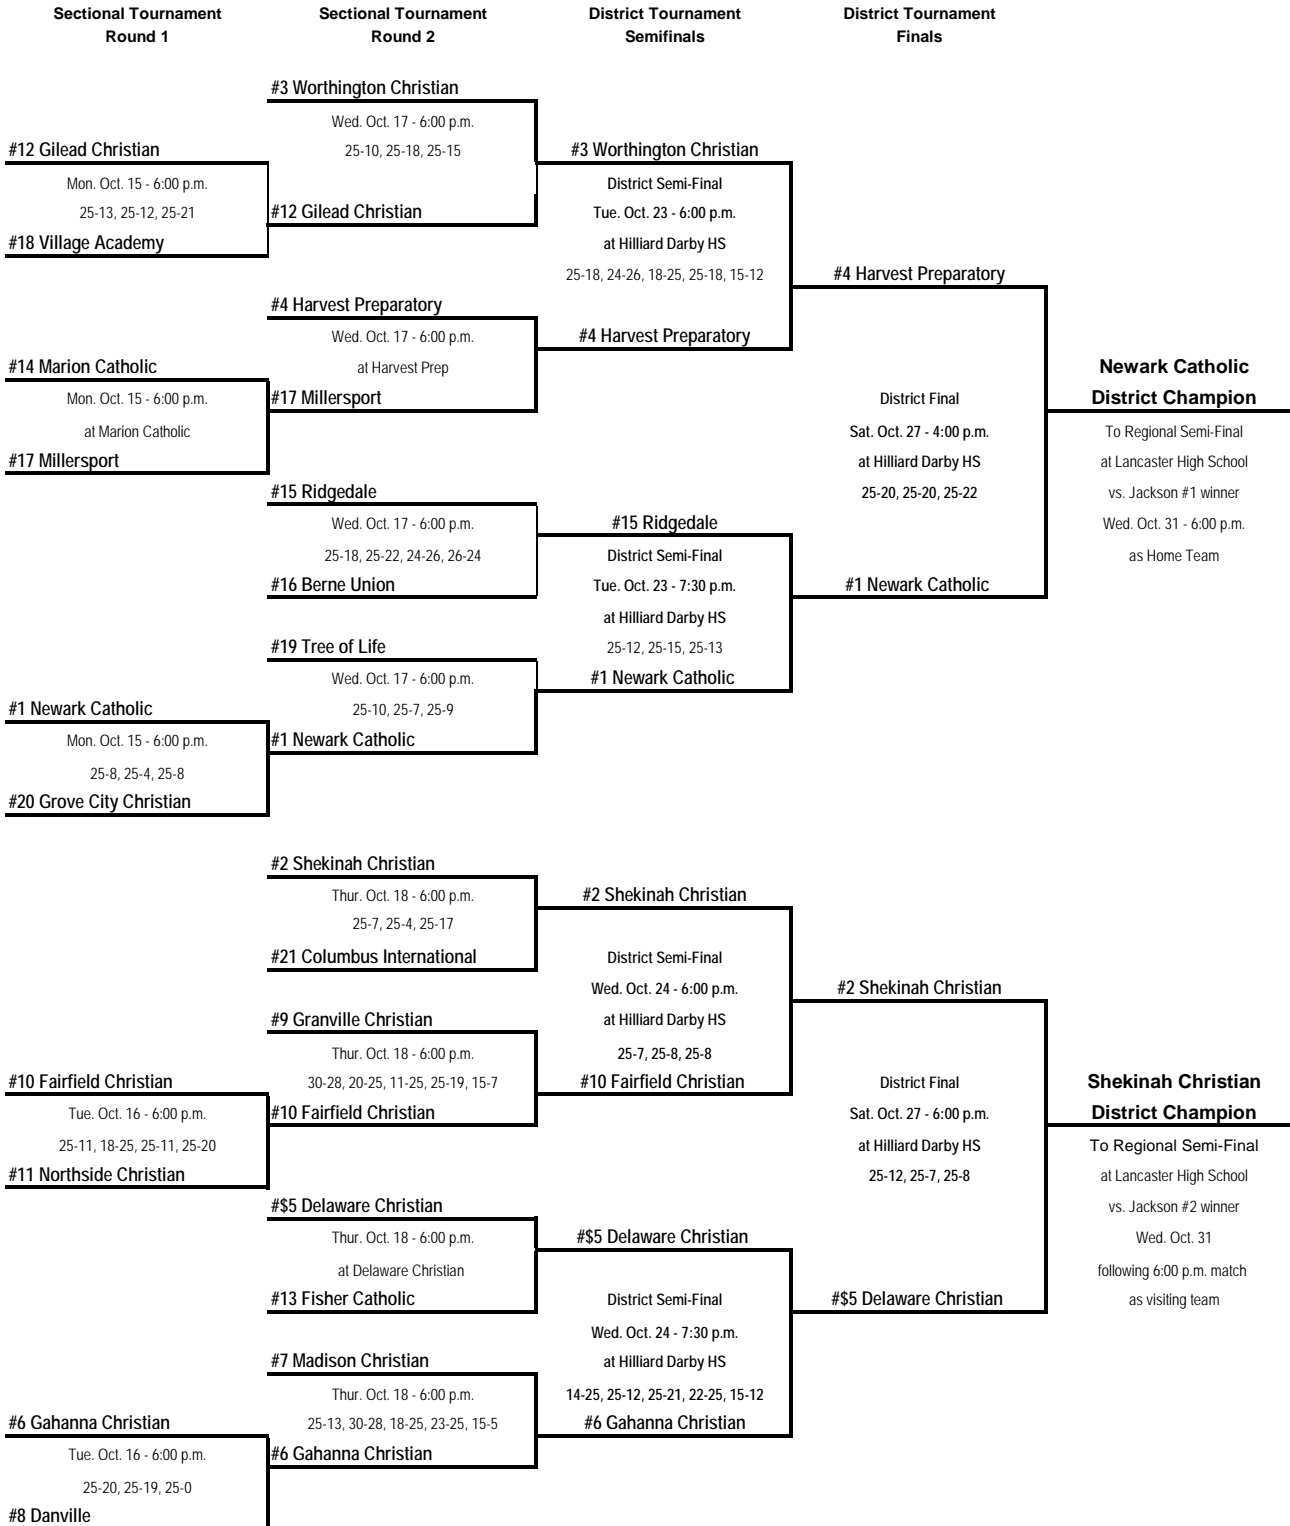 Sectional Tournament
Round 1
Sectional Tournament
Round 2
District Tournament
Semifinals
District Tournament
Finals
#3 Worthington Christian
Wed. Oct. 17 - 6:00 p.m.
#12 Gilead Christian
25-10, 25-18, 25-15
#3 Worthington Christian
Mon. Oct. 15 - 6:00 p.m.
District Semi-Final
25-13, 25-12, 25-21
#12 Gilead Christian
Tue. Oct. 23 - 6:00 p.m.
#18 Village Academy
at Hilliard Darby HS
25-18, 24-26, 18-25, 25-18, 15-12
#4 Harvest Preparatory
#4 Harvest Preparatory
Wed. Oct. 17 - 6:00 p.m.
#4 Harvest Preparatory
#14 Marion Catholic
at Harvest Prep
Newark Catholic
Mon. Oct. 15 - 6:00 p.m.
#17 Millersport
District Final
District Champion
at Marion Catholic
Sat. Oct. 27 - 4:00 p.m.
To Regional Semi-Final
#17 Millersport
at Hilliard Darby HS
at Lancaster High School
#15 Ridgedale
25-20, 25-20, 25-22
vs. Jackson #1 winner
Wed. Oct. 17 - 6:00 p.m.
#15 Ridgedale
Wed. Oct. 31 - 6:00 p.m.
25-18, 25-22, 24-26, 26-24
District Semi-Final
as Home Team
#16 Berne Union
Tue. Oct. 23 - 7:30 p.m.
#1 Newark Catholic
at Hilliard Darby HS
#19 Tree of Life
25-12, 25-15, 25-13
Wed. Oct. 17 - 6:00 p.m.
#1 Newark Catholic
#1 Newark Catholic
25-10, 25-7, 25-9
Mon. Oct. 15 - 6:00 p.m.
#1 Newark Catholic
25-8, 25-4, 25-8
#20 Grove City Christian
#2 Shekinah Christian
Thur. Oct. 18 - 6:00 p.m.
#2 Shekinah Christian
25-7, 25-4, 25-17
#21 Columbus International
District Semi-Final
Wed. Oct. 24 - 6:00 p.m.
#2 Shekinah Christian
#9 Granville Christian
at Hilliard Darby HS
Thur. Oct. 18 - 6:00 p.m.
25-7, 25-8, 25-8
#10 Fairfield Christian
30-28, 20-25, 11-25, 25-19, 15-7
#10 Fairfield Christian
District Final
Shekinah Christian
Tue. Oct. 16 - 6:00 p.m.
#10 Fairfield Christian
Sat. Oct. 27 - 6:00 p.m.
District Champion
25-11, 18-25, 25-11, 25-20
at Hilliard Darby HS
To Regional Semi-Final
#11 Northside Christian
25-12, 25-7, 25-8
at Lancaster High School
#$5 Delaware Christian
vs. Jackson #2 winner
Thur. Oct. 18 - 6:00 p.m.
#$5 Delaware Christian
Wed. Oct. 31
at Delaware Christian
following 6:00 p.m. match
#13 Fisher Catholic
District Semi-Final
#$5 Delaware Christian
as visiting team
Wed. Oct. 24 - 7:30 p.m.
#7 Madison Christian
at Hilliard Darby HS
Thur. Oct. 18 - 6:00 p.m.
14-25, 25-12, 25-21, 22-25, 15-12
#6 Gahanna Christian
25-13, 30-28, 18-25, 23-25, 15-5
#6 Gahanna Christian
Tue. Oct. 16 - 6:00 p.m.
#6 Gahanna Christian
25-20, 25-19, 25-0
#8 Danville